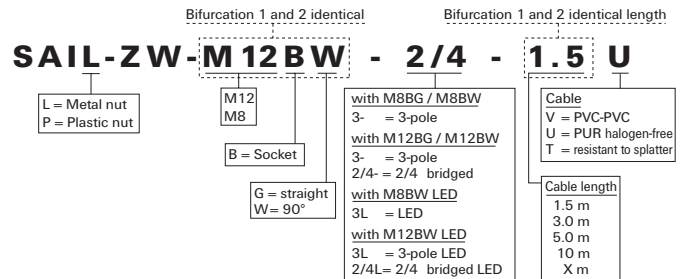 Bifurcation 1 and 2 identical
Bifurcation 1 and 2 identical length
SAIL-ZW-M12BW - 2/4 - 1.5 U
L = Metal nut
P = Plastic nut
M12
M8
B = Socket
G = straight
W = 90°
with M8BG / M8BW
3- = 3-pole
with M12BG / M12BW
3- = 3-pole
2/4- = 2/4 bridged
with M8BW LED
3L = LED
with M12BW LED
3L = 3-pole LED
2/4L= 2/4 bridged LED
Cable
V = PVC-PVC
U = PUR halogen-free
T = resistant to splatter
Cable length
1.5 m
3.0 m
5.0 m
10 m
X m